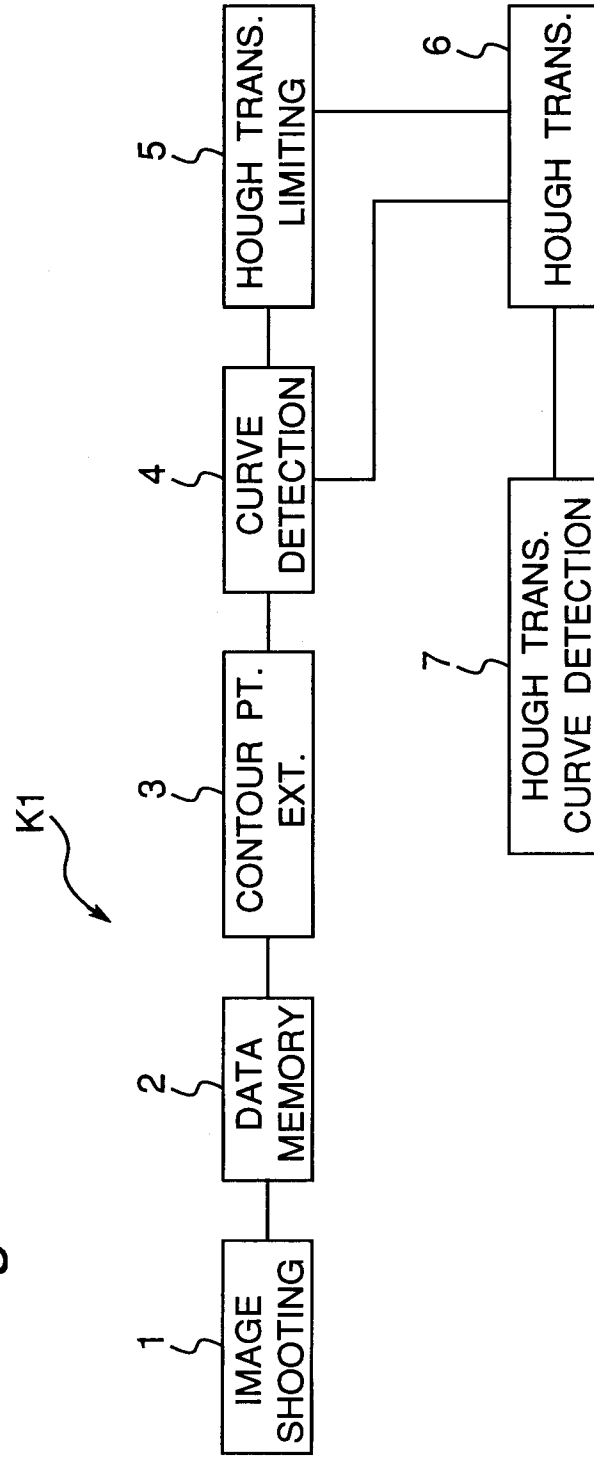 K1
1
IMAGE
SHOOTING
2
DATA
MEMORY
3
CONTOUR PT.
EXT.
4
CURVE
DETECTION
5
HOUGH TRANS.
LIMITING
6
HOUGH TRANS.
7
HOUGH TRANS.
CURVE DETECTION